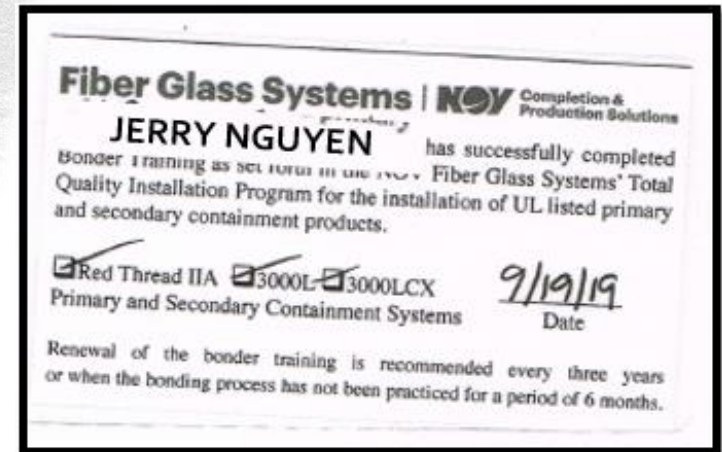 Fiber Glass Systems | NOV Completion &
Production Solutions
JERRY NGUYEN has successfully completed
Bonder Training as set forth in the NOV Fiber Glass Systems' Total
Quality Installation Program for the installation of UL listed primary
and secondary containment products.
Red Thread IIA 3000L 3000LCX 9/19/19
Primary and Secondary Containment Systems Date
Renewal of the bonder training is recommended every three years
or when the bonding process has not been practiced for a period of 6 months.